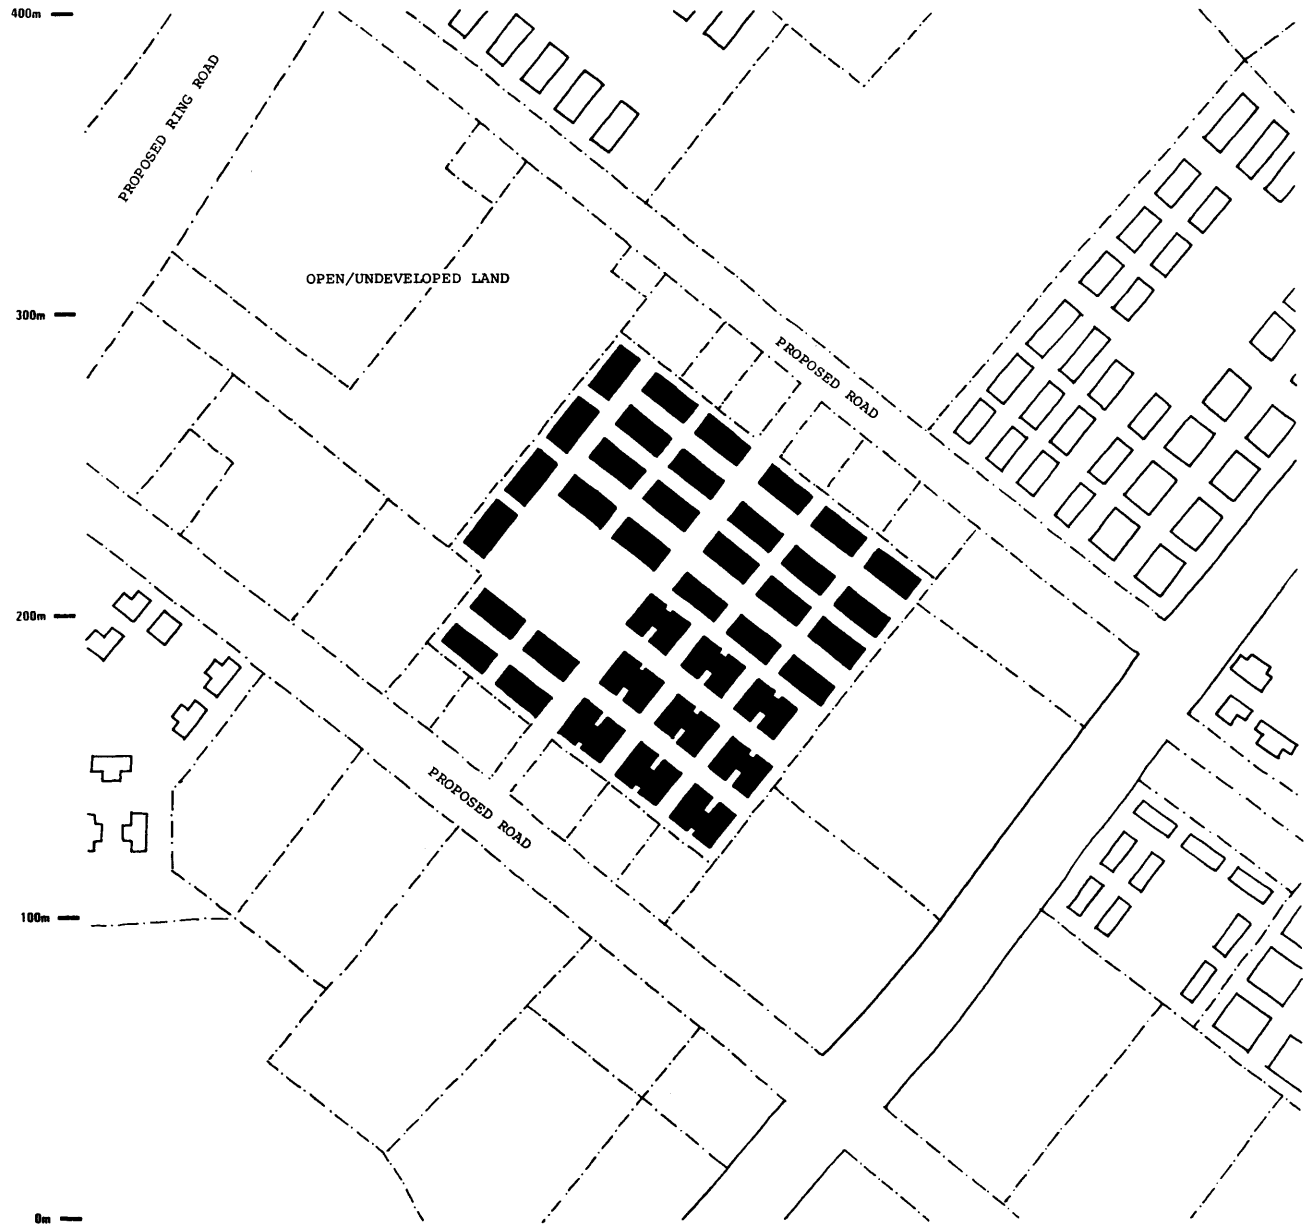 400m
PROPOSED RING ROAD
OPEN/UNDEVELOPED LAND
300m
PROPOSED ROAD
200m
PROPOSED ROAD
100m
0m